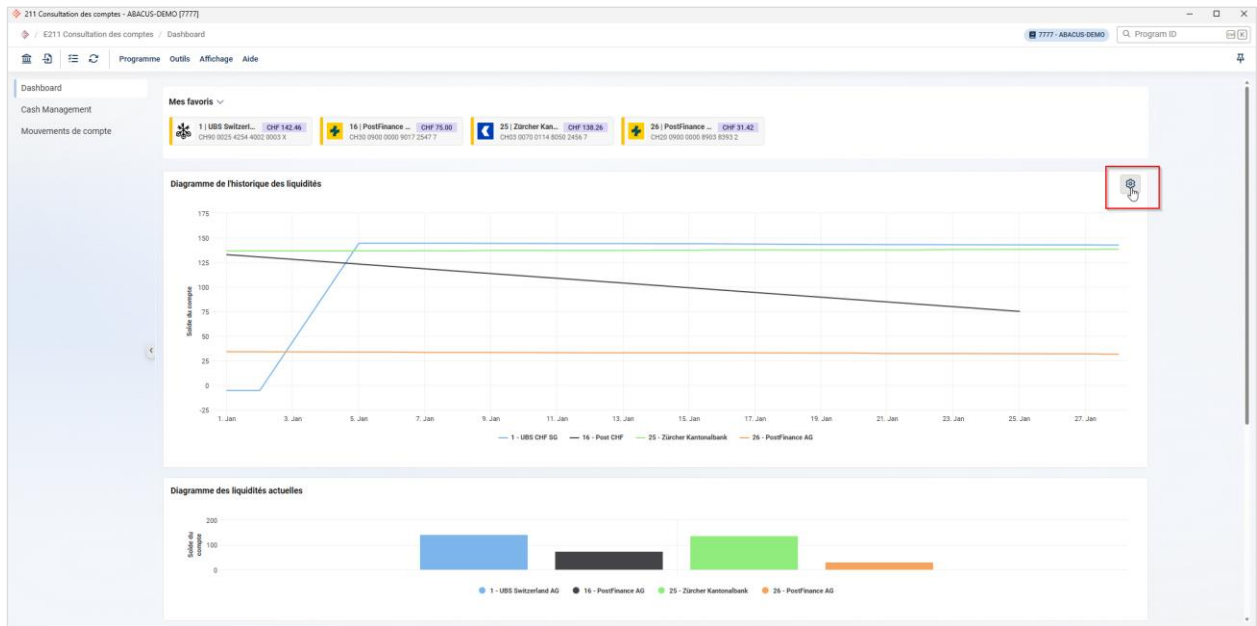 211 Consultation des comptes - ABACUS-DEMO [7777]
/ E211 Consultation des comptes / Dashboard
7777 - ABACUS-DEMO
Program ID
Programme Outils Affichage Aide
Dashboard
Cash Management
Mouvements de compte
Mes favoris
1 | UBS Switzerl... CHF 142.46
CH90 0025 4254 4002 0003 X
16 | PostFinance ... CHF 75.00
CH30 0900 0000 9017 2547 7
25 | Zürcher Kan... CHF 138.26
CH03 0070 0114 8050 2456 7
26 | PostFinance ... CHF 31.42
CH20 0900 0000 8903 8393 2
Diagramme de l'historique des liquidités
Solde du compte
175
150
125
100
75
50
25
0
-25
1. Jan 3. Jan 5. Jan 7. Jan 9. Jan 11. Jan 13. Jan 15. Jan 17. Jan 19. Jan 21. Jan 23. Jan 25. Jan 27. Jan
1 - UBS CHF SG 16 - Post CHF 25 - Zürcher Kantonalbank 26 - PostFinance AG
Diagramme des liquidités actuelles
Solde du
compte
200
100
0
1 - UBS Switzerland AG 16 - PostFinance AG 25 - Zürcher Kantonalbank 26 - PostFinance AG